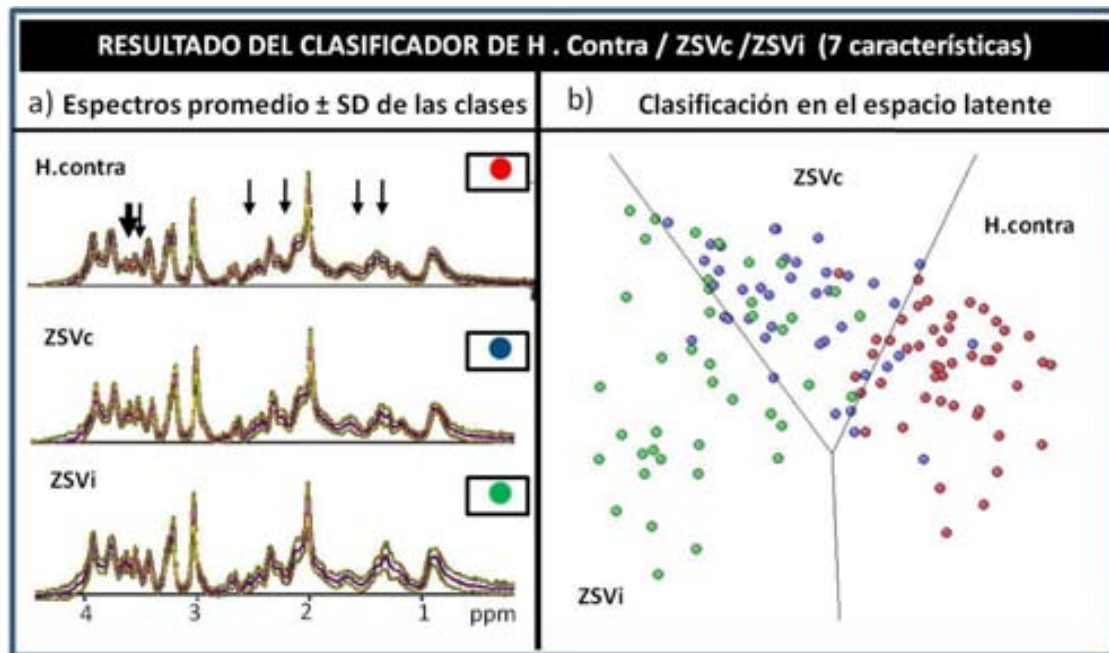 RESULTADO DEL CLASIFICADOR DE H . Contra / ZSVc /ZSVi (7 características)
a) Espectros promedio ± SD de las clases
H.contra
ZSVc
ZSVi
4 3 2 1 ppm
b) Clasificación en el espacio latente
ZSVc
H.contra
ZSVi